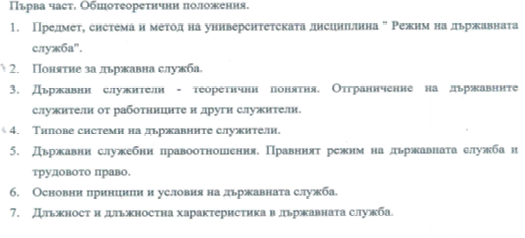 Първа част. Общотеоретични положения.
1. Предмет, система и метод на университетската дисциплина " Режим на държавната
служба".
2. Понятие за държавна служба.
3. Държавни служители - теоретични понятия. Отграничение на държавните
служители от работниците и други служители.
4. Типове системи на държавните служители.
5. Държавни служебни правоотношения. Правният режим на държавната служба и
трудовото право.
6. Основни принципи и условия на държавната служба.
7. Длъжност и длъжностна характеристика в държавната служба.